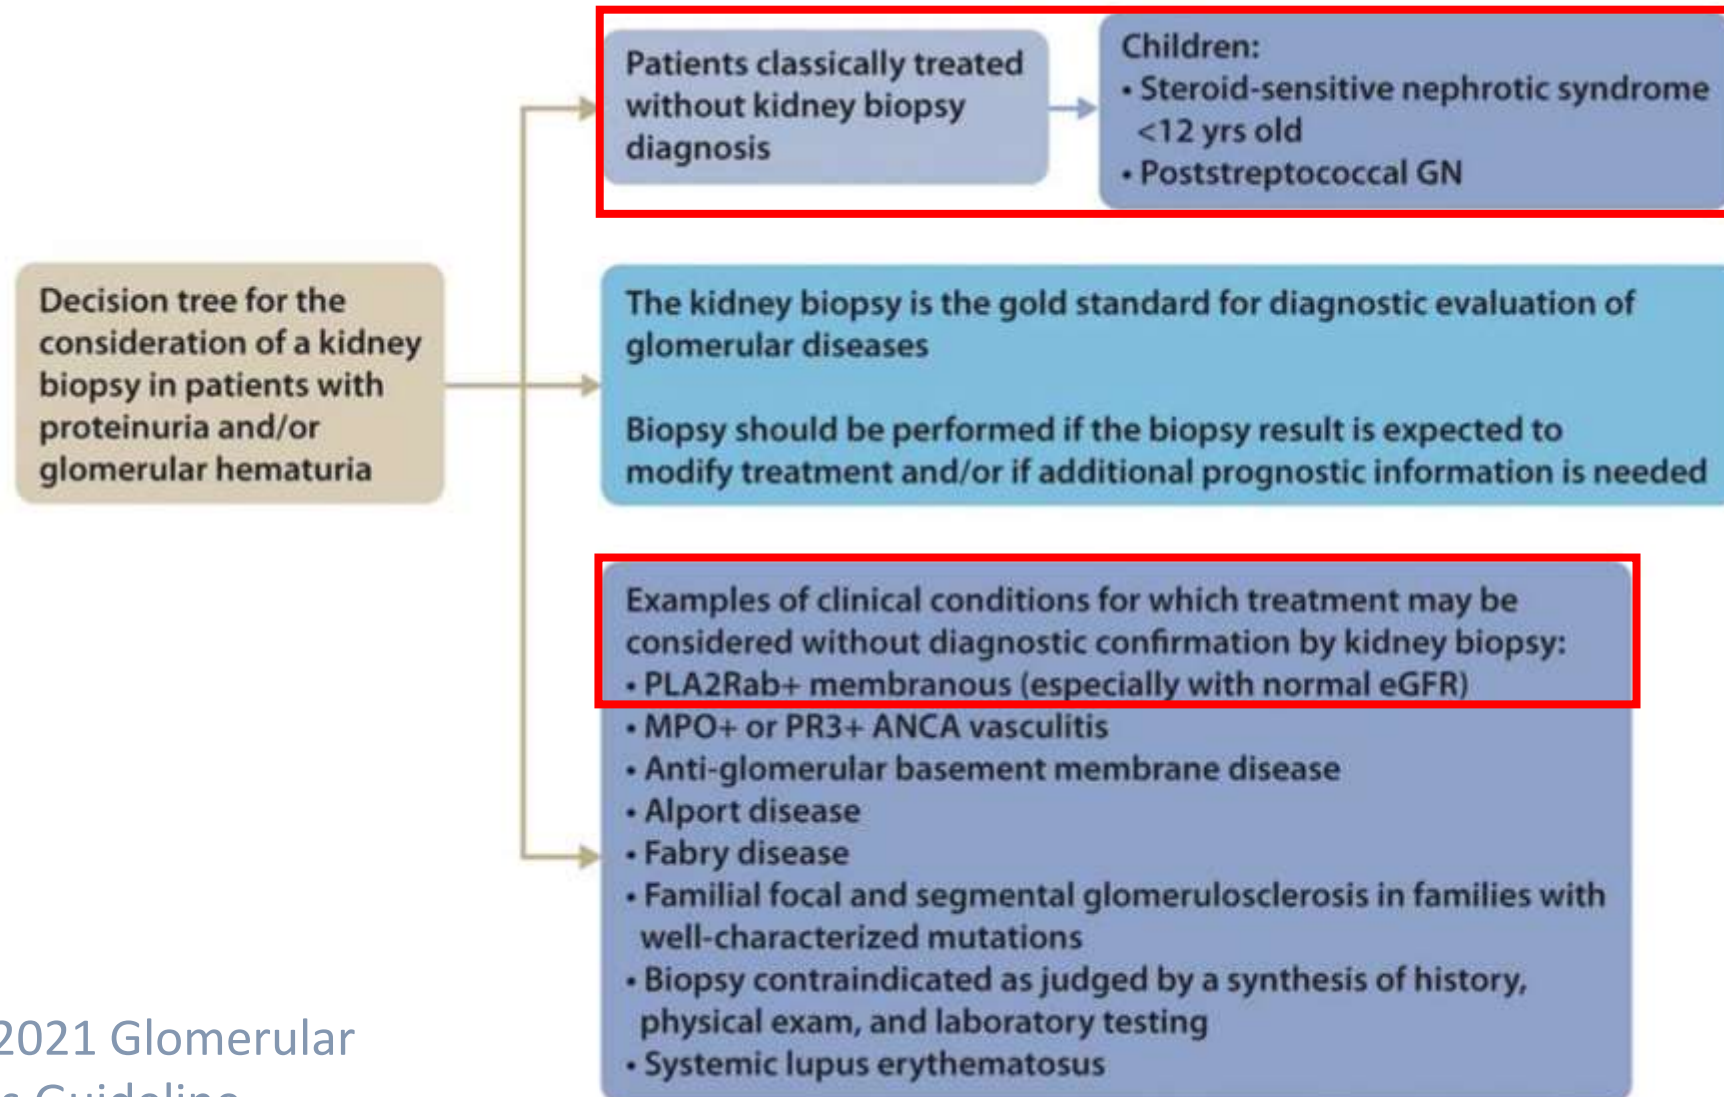 Patients classically treated
without kidney biopsy
diagnosis
Children:
• Steroid-sensitive nephrotic syndrome
<12 yrs old
• Poststreptococcal GN
Decision tree for the
consideration of a kidney
biopsy in patients with
proteinuria and/or
glomerular hematuria
The kidney biopsy is the gold standard for diagnostic evaluation of
glomerular diseases
Biopsy should be performed if the biopsy result is expected to
modify treatment and/or if additional prognostic information is needed
Examples of clinical conditions for which treatment may be
considered without diagnostic confirmation by kidney biopsy:
• PLA2Rab+ membranous (especially with normal eGFR)
• MPO+ or PR3+ ANCA vasculitis
• Anti-glomerular basement membrane disease
• Alport disease
• Fabry disease
• Familial focal and segmental glomerulosclerosis in families with
well-characterized mutations
• Biopsy contraindicated as judged by a synthesis of history,
physical exam, and laboratory testing
• Systemic lupus erythematosus
2021 Glomerular
Guideline